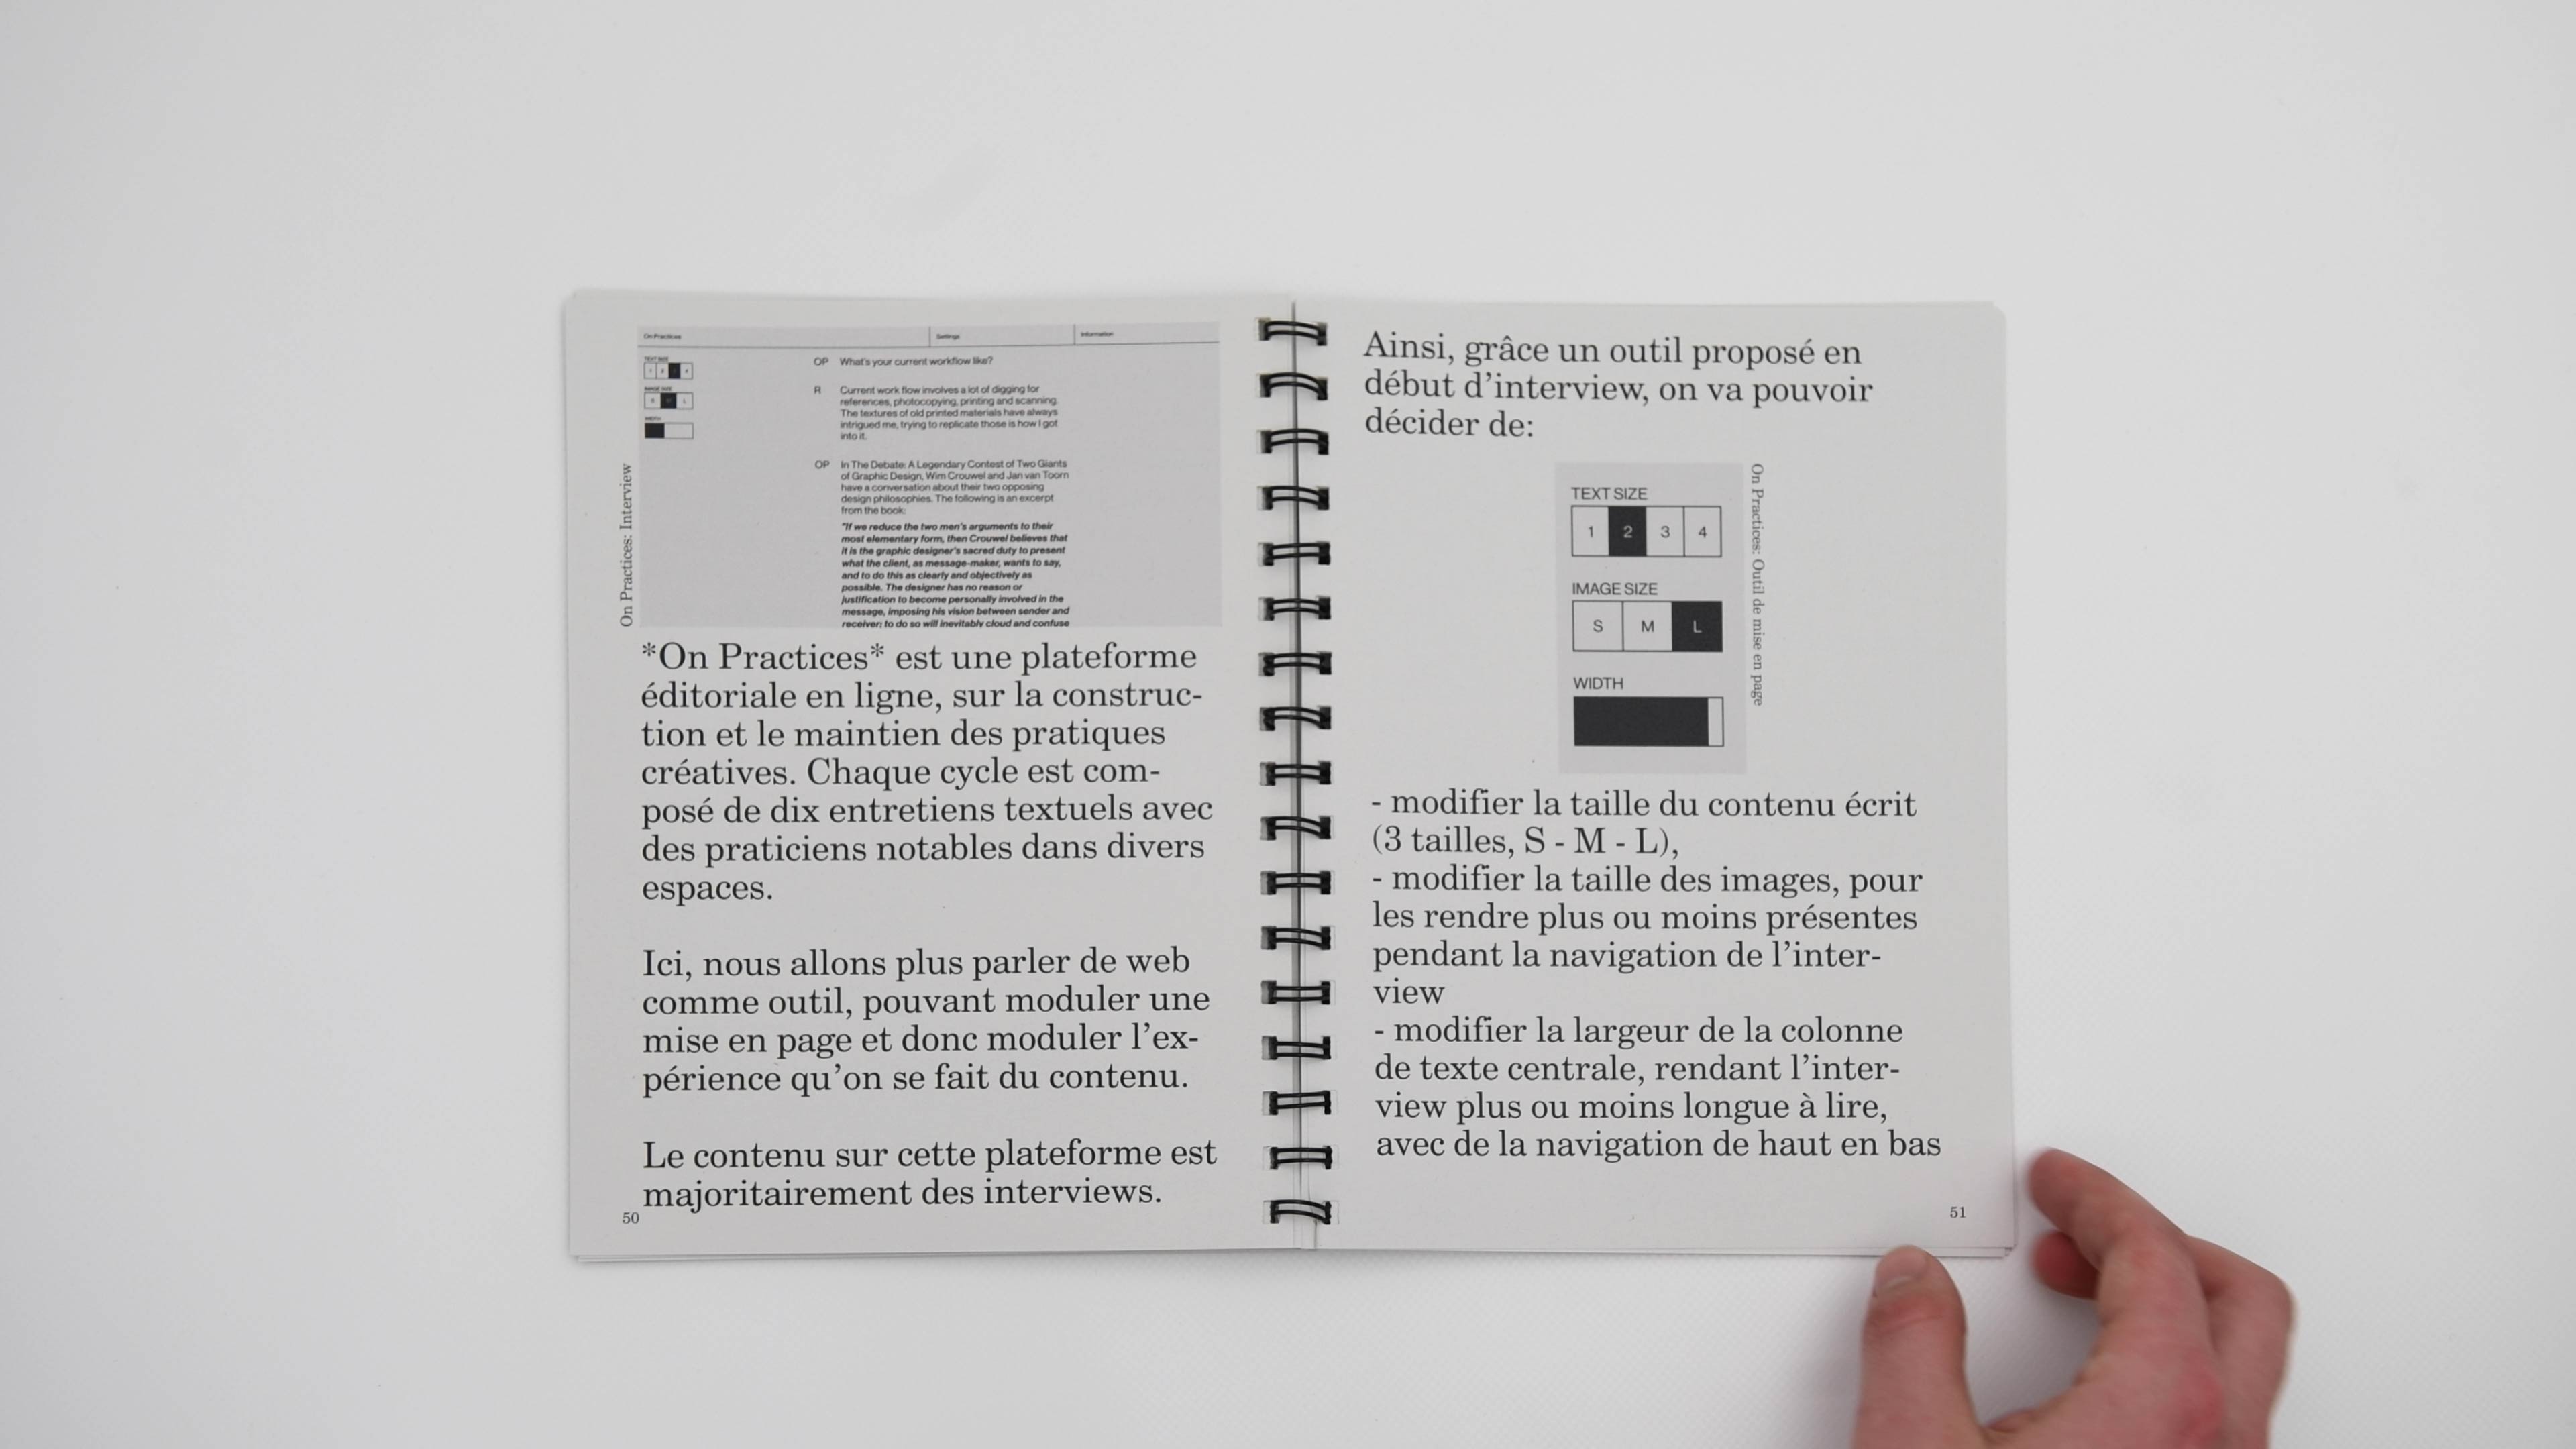 On Practices
Settings
Information
TEXT SIZE
IMAGE SIZE
WIDTH
OP What's your current workflow like?
R Current work flow involves a lot of digging for
references, photocopying, printing and scanning.
The textures of old printed materials have always
intrigued me, trying to replicate those is how I got
into it.
OP In The Debate: A Legendary Contest of Two Giants
of Graphic Design, Wim Crouwel and Jan van Toorn
have a conversation about their two opposing
design philosophies. The following is an excerpt
from the book:
"If we reduce the two men's arguments to their
most elementary form, then Crouwel believes that
it is the graphic designer's sacred duty to present
what the client, as message-maker, wants to say,
and to do this as clearly and objectively as
possible. The designer has no reason or
justification to become personally involved in the
message, imposing his vision between sender and
receiver; to do so will inevitably cloud and confuse
On Practices: Interview
*On Practices* est une plateforme
éditoriale en ligne, sur la construc-
tion et le maintien des pratiques
créatives. Chaque cycle est com-
posé de dix entretiens textuels avec
des praticiens notables dans divers
espaces.
Ici, nous allons plus parler de web
comme outil, pouvant moduler une
mise en page et donc moduler l'ex-
périence qu'on se fait du contenu.
Le contenu sur cette plateforme est
majoritairement des interviews.
50
Ainsi, grâce un outil proposé en
début d'interview, on va pouvoir
décider de:
TEXT SIZE
1 2 3 4
IMAGE SIZE
S M L
WIDTH
On Practices: Outil de mise en page
- modifier la taille du contenu écrit
(3 tailles, S - M - L),
- modifier la taille des images, pour
les rendre plus ou moins présentes
pendant la navigation de l'inter-
view
- modifier la largeur de la colonne
de texte centrale, rendant l'inter-
view plus ou moins longue à lire,
avec de la navigation de haut en bas
51